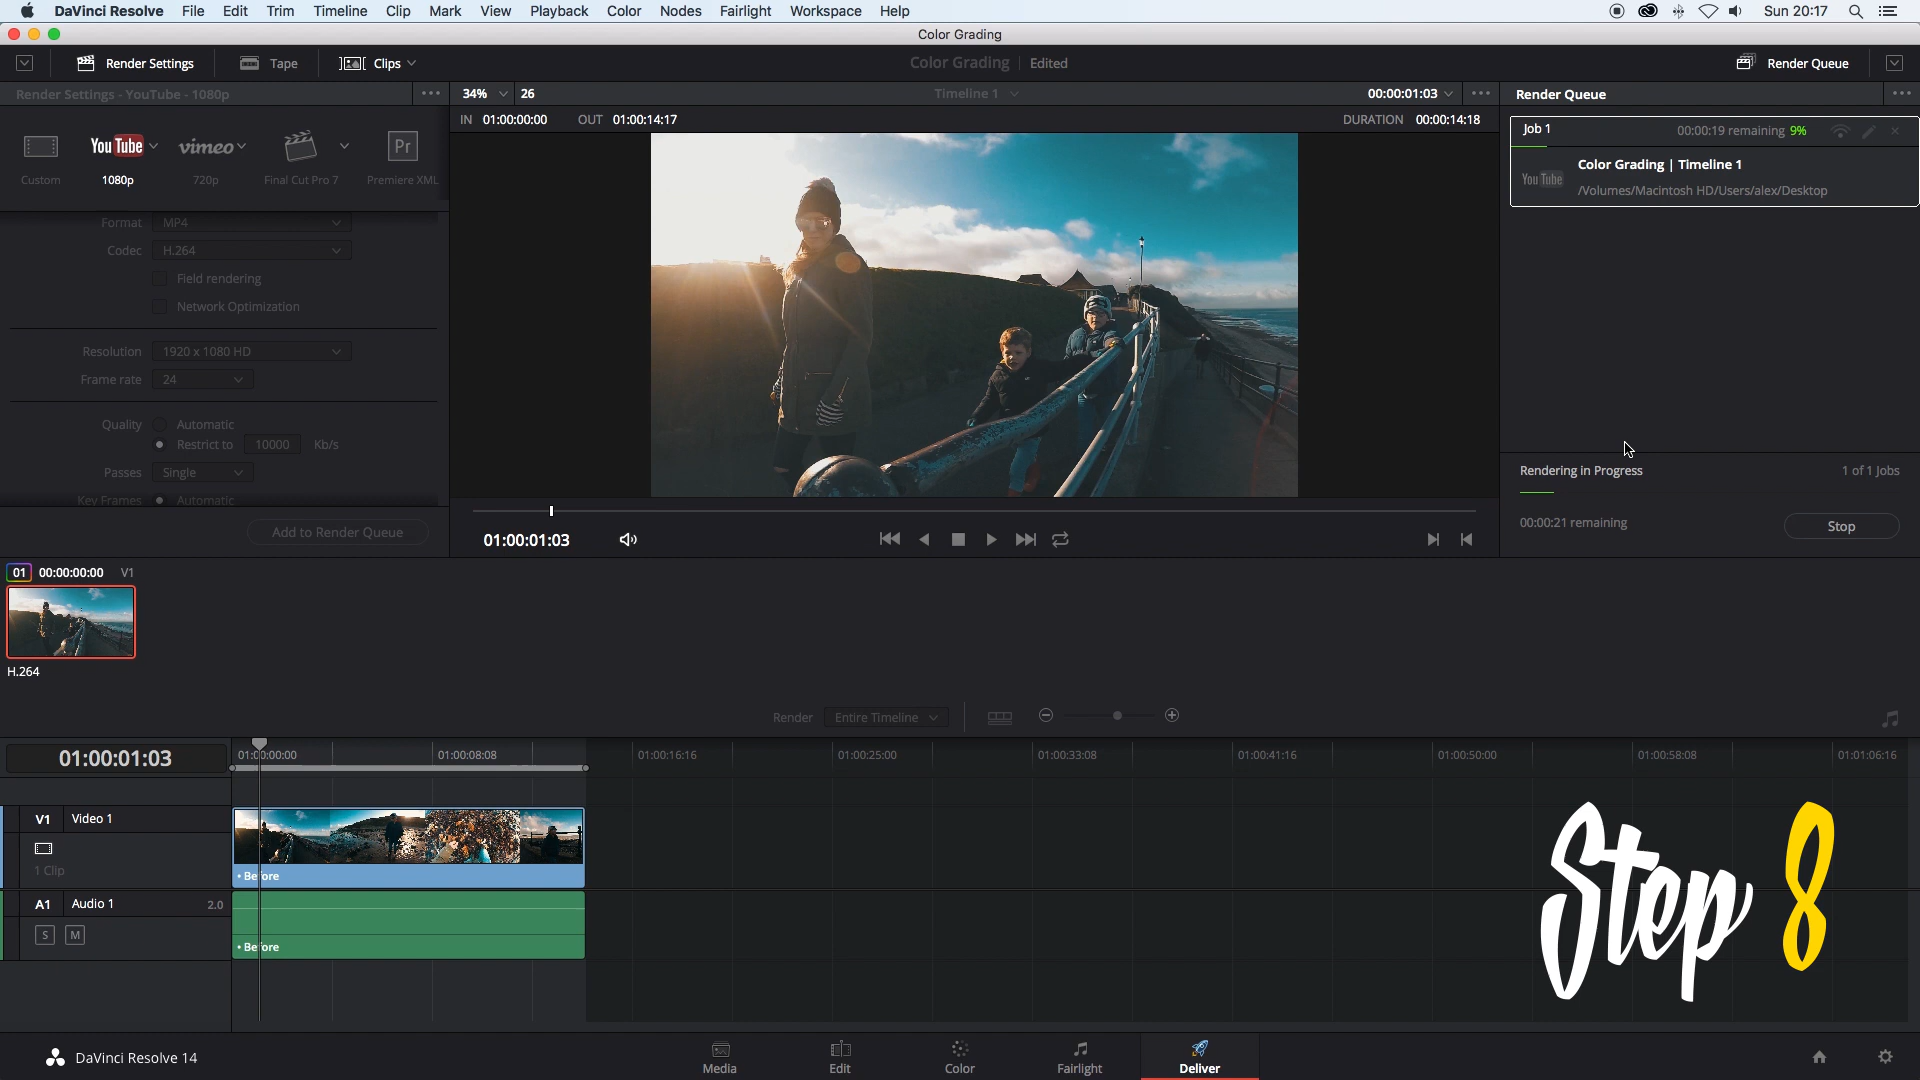 DaVinci Resolve File Edit Trim Timeline Clip Mark View Playback Color Nodes Fairlight Workspace Help Sun 20:17
Color Grading
Render Settings Tape Clips Color Grading Edited Render Queue
Render Settings - YouTube - 1080p ••• 34% 26 Timeline 1 00:00:01:03 ••• Render Queue •••
IN 01:00:00:00 OUT 01:00:14:17 DURATION 00:00:14:18
Job 1 00:00:19 remaining 9%
Color Grading | Timeline 1
You Tube /Volumes/Macintosh HD/Users/alex/Desktop
You Tube vimeo Pr
Custom 1080p 720p Final Cut Pro 7 Premiere XML
Format MP4
Codec H.264
Field rendering
Network Optimization
Resolution 1920 x 1080 HD
Frame rate 24
Quality Automatic
Restrict to 10000 Kb/s
Passes Single
Key Frames Automatic
Add to Render Queue
01:00:01:03
Rendering in Progress 1 of 1 Jobs
00:00:21 remaining Stop
01 00:00:00:00 V1
H.264
Render Entire Timeline
01:00:01:03 01:00:00:00 01:00:08:08 01:00:16:16 01:00:25:00 01:00:33:08 01:00:41:16 01:00:50:00 01:00:58:08 01:01:06:16
V1 Video 1
1 Clip
• Before
A1 Audio 1 2.0
S M
• Before
Step 8
DaVinci Resolve 14 Media Edit Color Fairlight Deliver